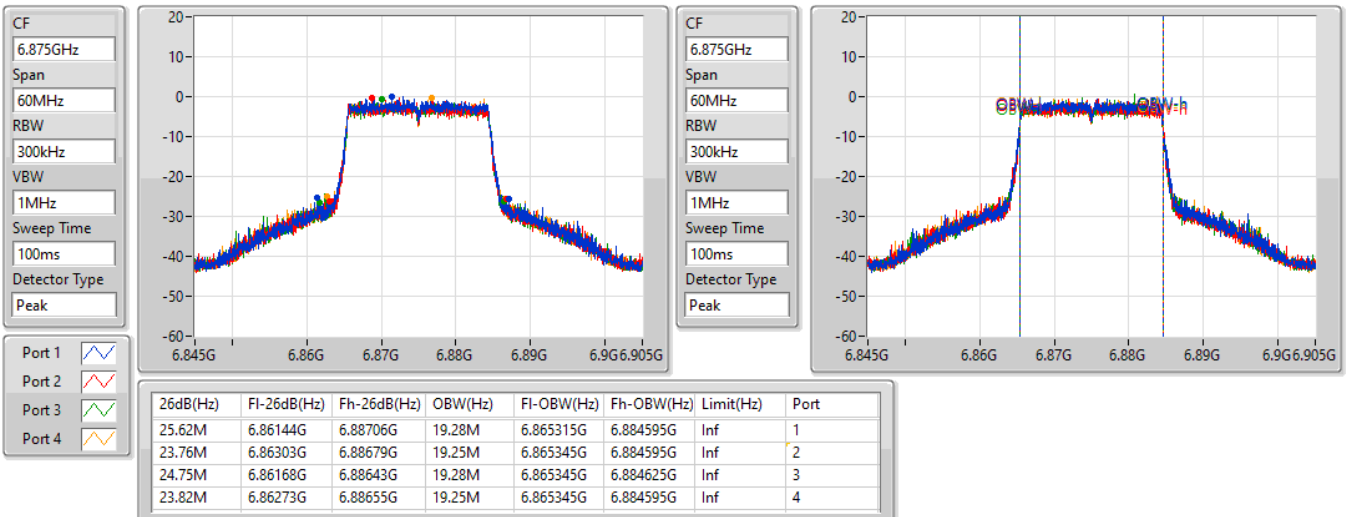 CF
6.875GHz
Span
60MHz
RBW
300kHz
VBW
1MHz
Sweep Time
100ms
Detector Type
Peak
Port 1
Port 2
Port 3
Port 4
20
10
0
-10
-20
-30
-40
-50
-60
6.845G 6.86G 6.87G 6.88G 6.89G 6.9G 6.905G
CF
6.875GHz
Span
60MHz
RBW
300kHz
VBW
1MHz
Sweep Time
100ms
Detector Type
Peak
20
10
0
-10
-20
-30
-40
-50
-60
OBW-h
6.845G 6.86G 6.87G 6.88G 6.89G 6.9G 6.905G
26dB(Hz) Fl-26dB(Hz) Fh-26dB(Hz) OBW(Hz) Fl-OBW(Hz) Fh-OBW(Hz) Limit(Hz) Port
25.62M 6.86144G 6.88706G 19.28M 6.865315G 6.884595G Inf 1
23.76M 6.86303G 6.88679G 19.25M 6.865345G 6.884595G Inf 2
24.75M 6.86168G 6.88643G 19.28M 6.865345G 6.884625G Inf 3
23.82M 6.86273G 6.88655G 19.25M 6.865345G 6.884595G Inf 4